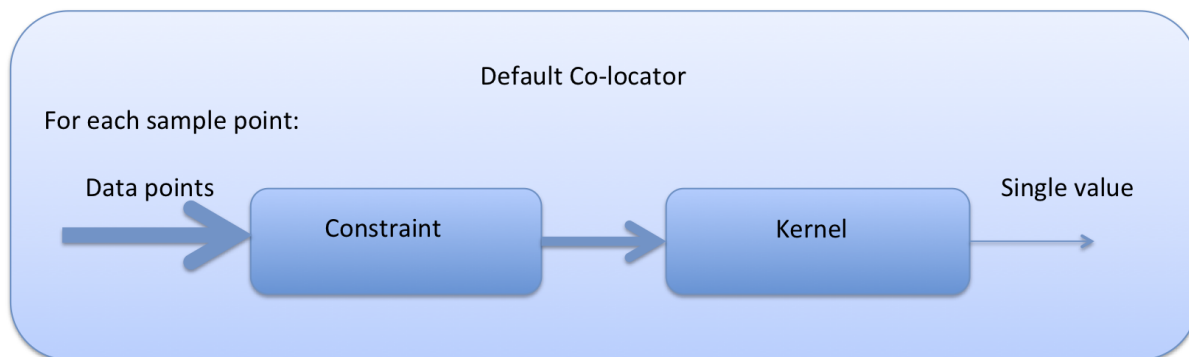 Default Co-locator
For each sample point:
Data points
Single value
Constraint
Kernel